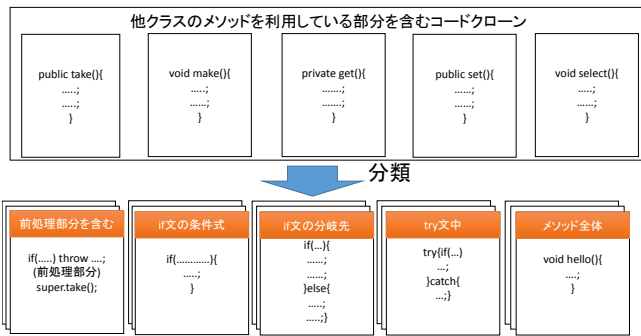 他クラスのメソッドを利用している部分を含むコードクローン
public take(){
…..;
…..;
}
void make(){
…..;
……;
}
private get(){
…….;
…….;
}
public set(){
……;
……;
}
void select(){
…..;
……;
}
分類
前処理部分を含む
if(…..) throw ….;
(前処理部分)
super.take();
if文の条件式
if(…………){
…..;
}
if文の分岐先
if(…){
……;
……;
}else{
…..;
…..;}
try文中
try{if(…)
…;
}catch{
…;}
メソッド全体
void hello(){
….;
}